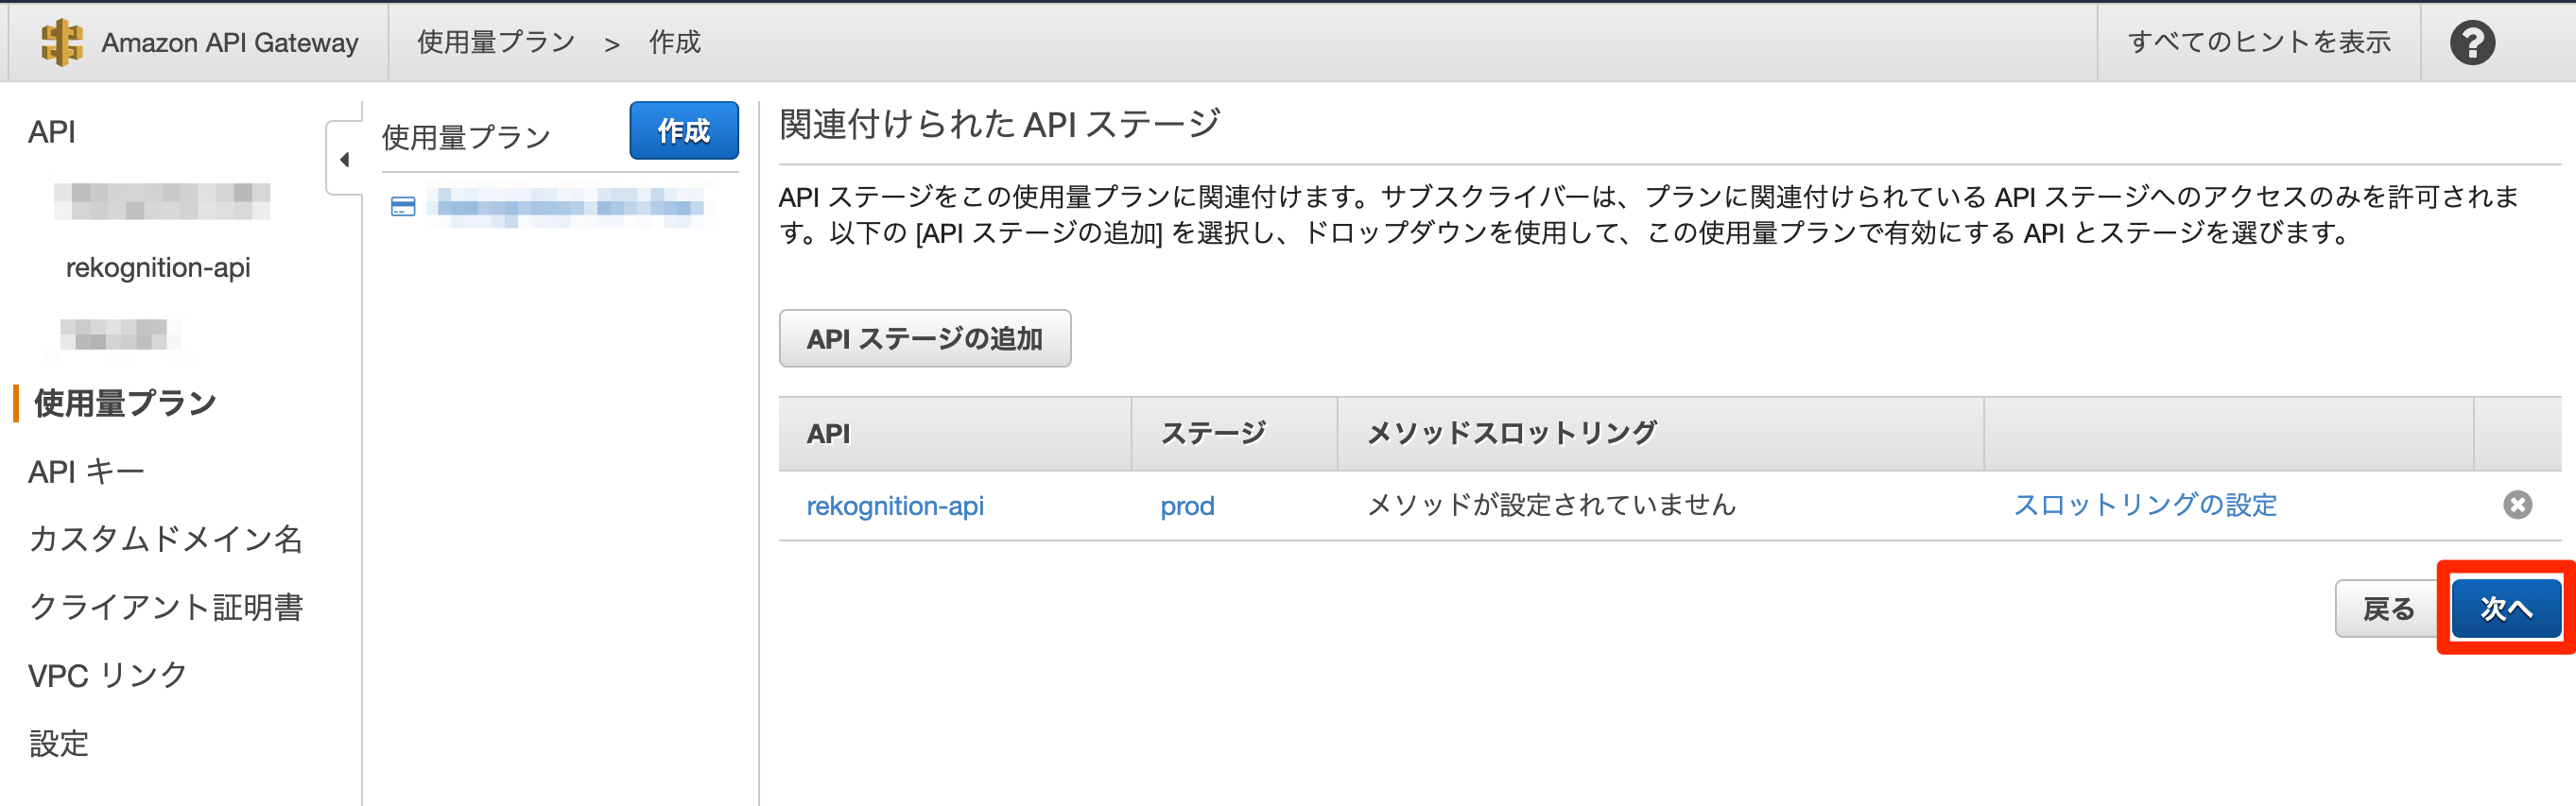 Amazon API Gateway
使用量プラン > 作成
すべてのヒントを表示
?
API
rekognition-api
使用量プラン
API キー
カスタムドメイン名
クライアント証明書
VPC リンク
設定
使用量プラン
作成
関連付けられた API ステージ
API ステージをこの使用量プランに関連付けます。サブスクライバーは、プランに関連付けられている API ステージへのアクセスのみを許可されま
す。以下の [API ステージの追加] を選択し、ドロップダウンを使用して、この使用量プランで有効にする API とステージを選びます。
API ステージの追加
API ステージ メソッドスロットリング
rekognition-api prod メソッドが設定されていません スロットリングの設定
戻る 次へ